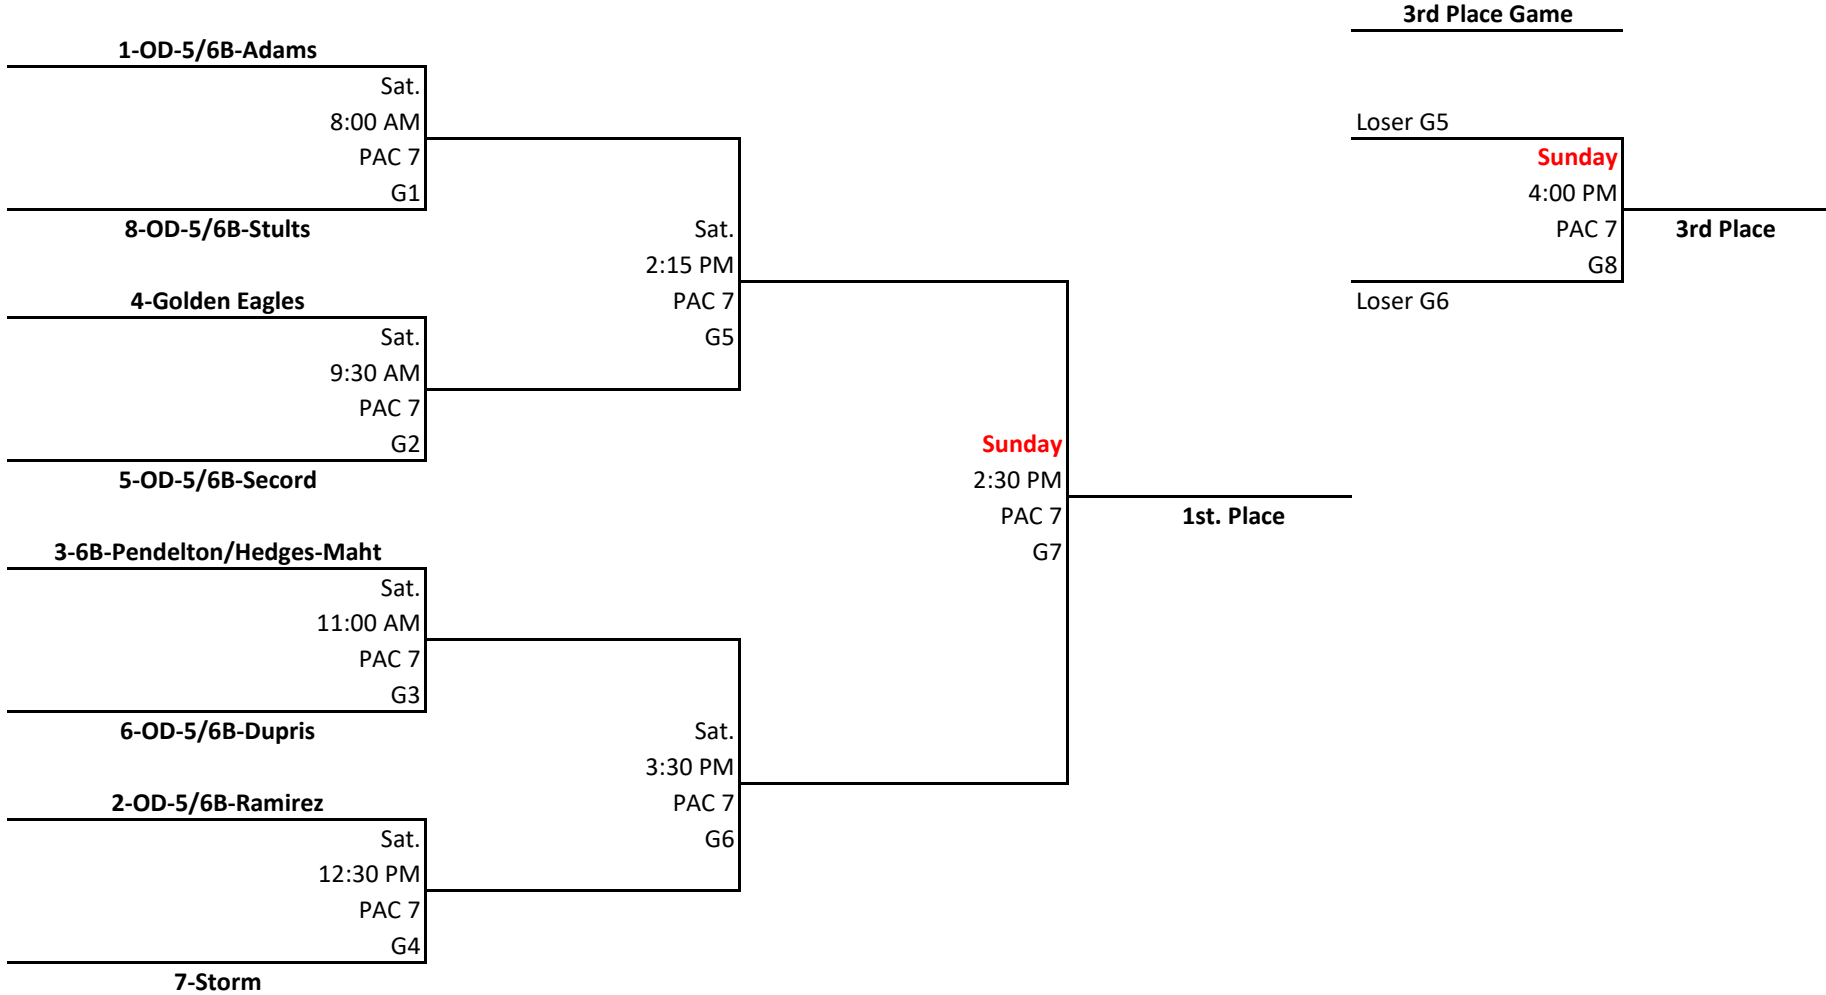 3rd Place Game
1-OD-5/6B-Adams
Sat.
8:00 AM
PAC 7
G1
8-OD-5/6B-Stults
4-Golden Eagles
Sat.
9:30 AM
PAC 7
G2
5-OD-5/6B-Secord
3-6B-Pendelton/Hedges-Maht
Sat.
11:00 AM
PAC 7
G3
6-OD-5/6B-Dupris
2-OD-5/6B-Ramirez
Sat.
12:30 PM
PAC 7
G4
7-Storm
Sat.
2:15 PM
PAC 7
G5
Sat.
3:30 PM
PAC 7
G6
Sunday
2:30 PM
PAC 7
G7
1st. Place
Loser G5
Sunday
4:00 PM
PAC 7
G8
Loser G6
3rd Place